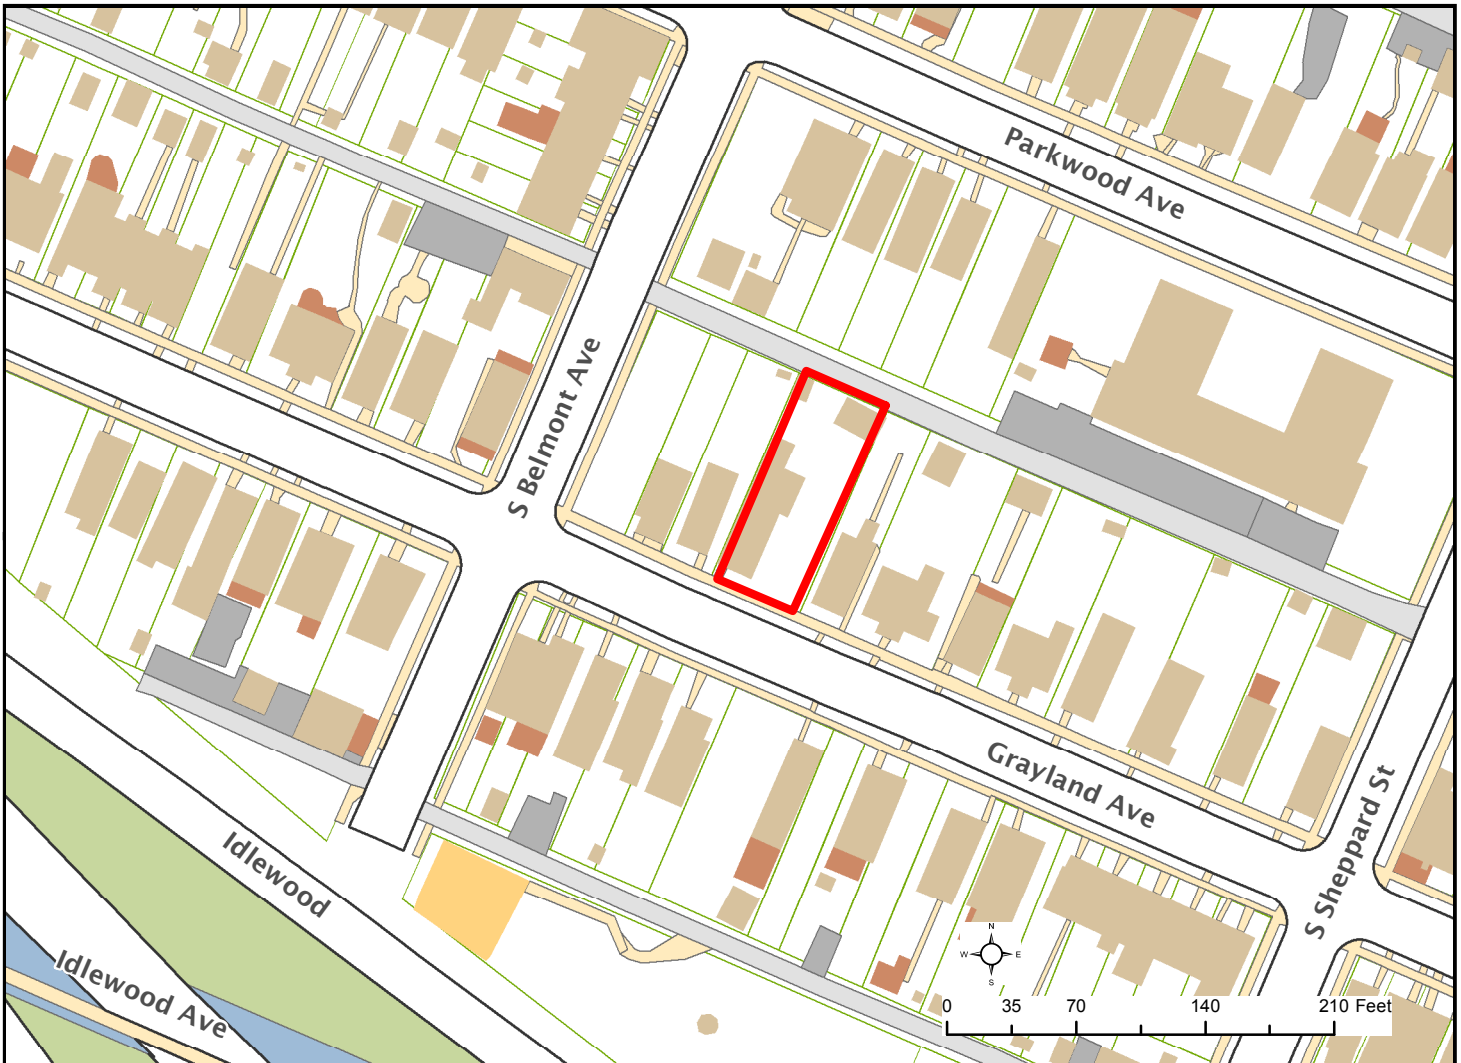 Parkwood Ave
S Belmont Ave
Grayland Ave
S Sheppard St
Idlewood
Idlewood Ave
N
W E
S
0 35 70 140 210 Feet